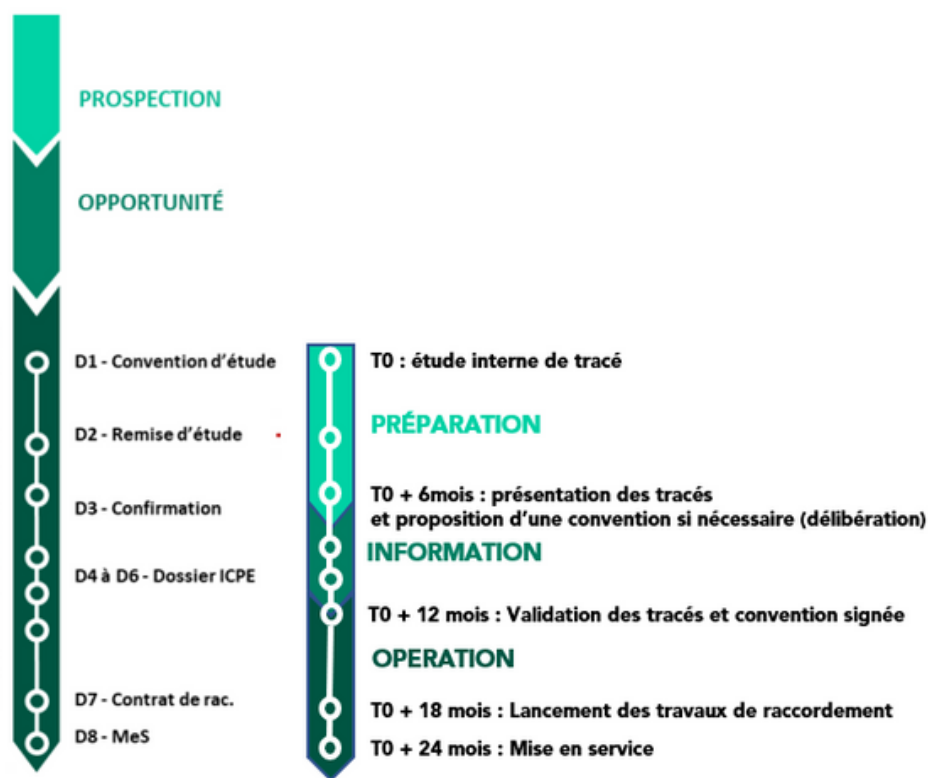 PROSPECTION
OPPORTUNITÉ
D1 - Convention d'étude
D2 - Remise d'étude
D3 - Confirmation
D4 à D6 - Dossier ICPE
D7 - Contrat de rac.
D8 - MeS
T0 : étude interne de tracé
PRÉPARATION
T0 + 6mois : présentation des tracés
et proposition d'une convention si nécessaire (délibération)
INFORMATION
T0 + 12 mois : Validation des tracés et convention signée
OPERATION
T0 + 18 mois : Lancement des travaux de raccordement
T0 + 24 mois : Mise en service